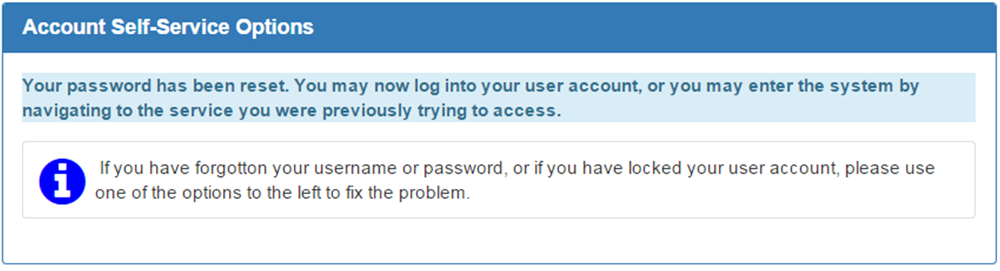 Account Self-Service Options
Your password has been reset. You may now log into your user account, or you may enter the system by
navigating to the service you were previously trying to access.
If you have forgotton your username or password, or if you have locked your user account, please use
one of the options to the left to fix the problem.